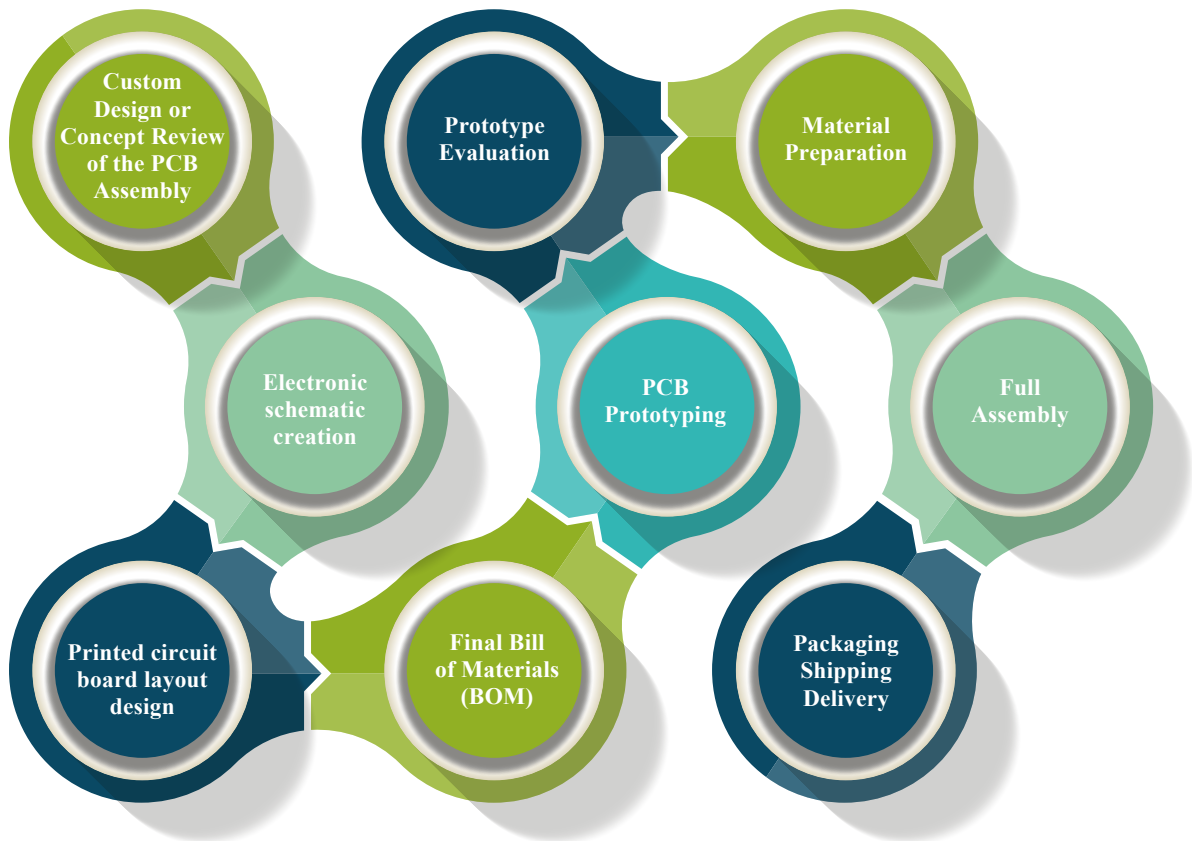 Custom
Design or
Concept Review
of the PCB
Assembly
Electronic
schematic
creation
Printed circuit
board layout
design
Final Bill
of Materials
(BOM)
PCB
Prototyping
Prototype
Evaluation
Material
Preparation
Full
Assembly
Packaging
Shipping
Delivery